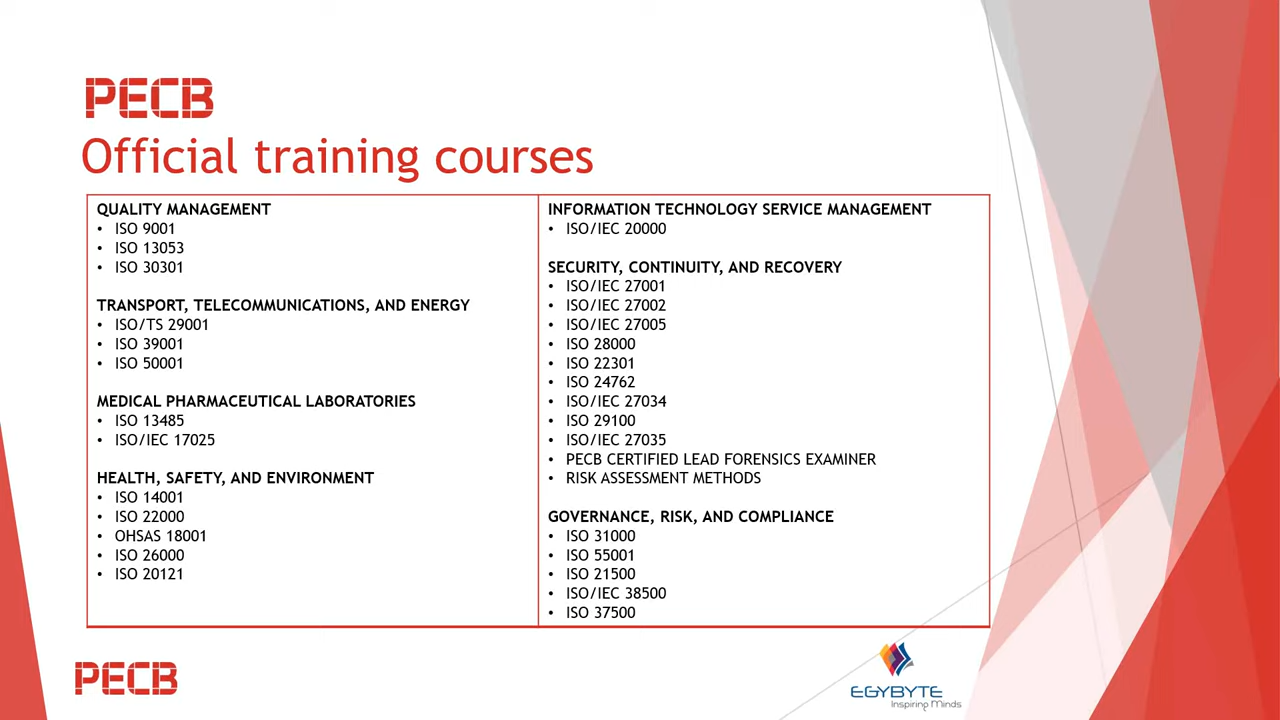 PECB
Official training courses
QUALITY MANAGEMENT
• ISO 9001
• ISO 13053
• ISO 30301
TRANSPORT, TELECOMMUNICATIONS, AND ENERGY
• ISO/TS 29001
• ISO 39001
• ISO 50001
MEDICAL PHARMACEUTICAL LABORATORIES
• ISO 13485
• ISO/IEC 17025
HEALTH, SAFETY, AND ENVIRONMENT
• ISO 14001
• ISO 22000
• OHSAS 18001
• ISO 26000
• ISO 20121
INFORMATION TECHNOLOGY SERVICE MANAGEMENT
• ISO/IEC 20000
SECURITY, CONTINUITY, AND RECOVERY
• ISO/IEC 27001
• ISO/IEC 27002
• ISO/IEC 27005
• ISO 28000
• ISO 22301
• ISO 24762
• ISO/IEC 27034
• ISO 29100
• ISO/IEC 27035
• PECB CERTIFIED LEAD FORENSICS EXAMINER
• RISK ASSESSMENT METHODS
GOVERNANCE, RISK, AND COMPLIANCE
• ISO 31000
• ISO 55001
• ISO 21500
• ISO/IEC 38500
• ISO 37500
PECB
EGYBYTE
Inspiring Minds